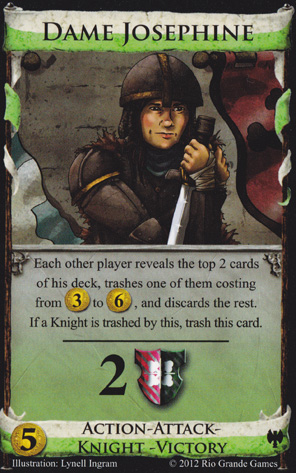 DAME JOSEPHINE
Each other player reveals the top 2 cards
of his deck, trashes one of them costing
from 3 to 6 , and discards the rest.
If a Knight is trashed by this, trash this card.
2
ACTION-ATTACK-
5 KNIGHT -VICTORY
Illustration: Lynell Ingram © 2012 Rio Grande Games